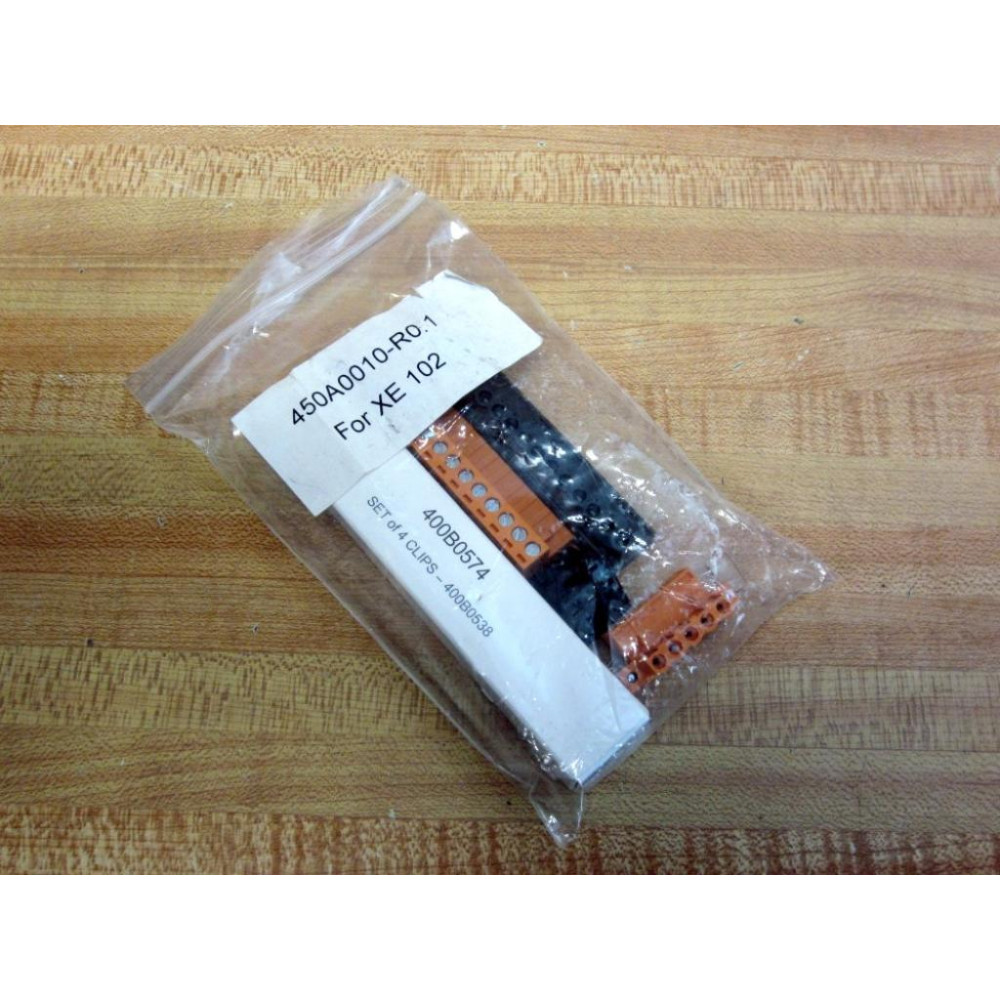 450A0010-R0.1
For XE 102
400B0574
SET of 4 CLIPS – 400B0538